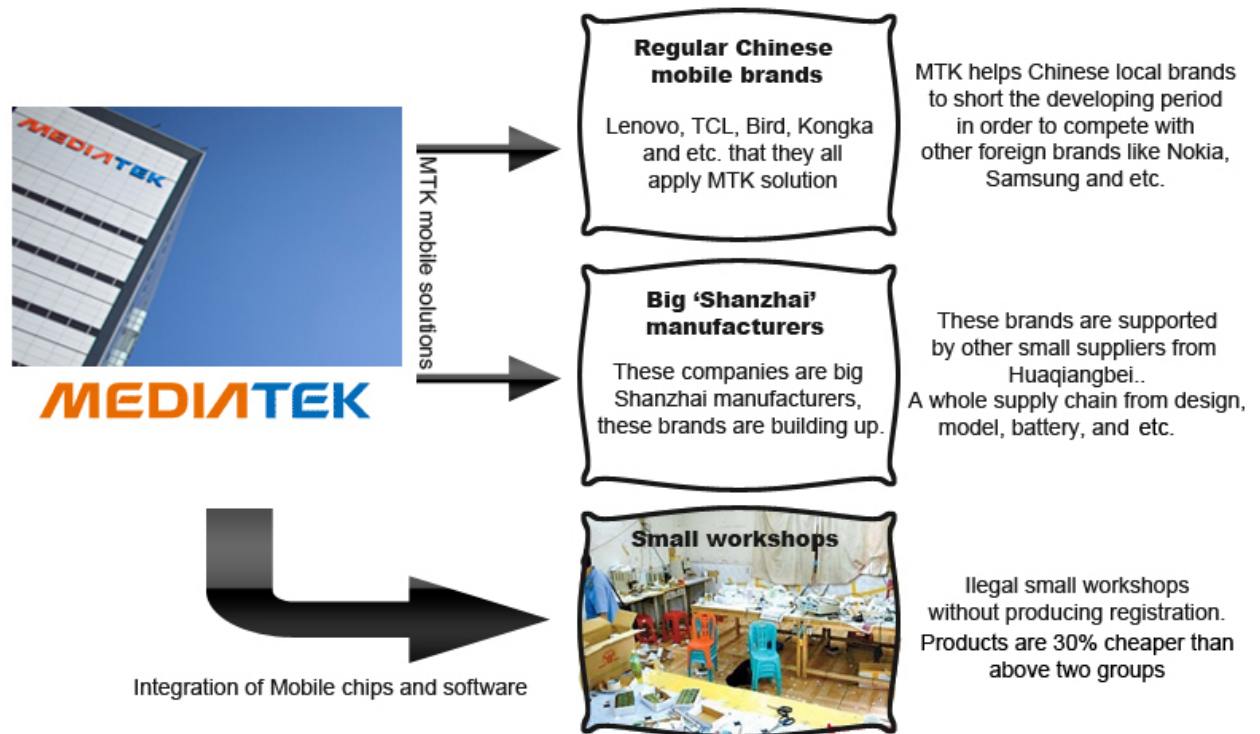 MEDIATEK
MEDIATEK
MTK mobile solutions
Regular Chinese
mobile brands
Lenovo, TCL, Bird, Kongka
and etc. that they all
apply MTK solution
MTK helps Chinese local brands
to short the developing period
in order to compete with
other foreign brands like Nokia,
Samsung and etc.
Big ‘Shanzhai’
manufacturers
These companies are big
Shanzhai manufacturers,
these brands are building up.
These brands are supported
by other small suppliers from
Huaqiangbei..
A whole supply chain from design,
model, battery, and etc.
Integration of Mobile chips and software
Small workshops
Ilegal small workshops
without producing registration.
Products are 30% cheaper than
above two groups